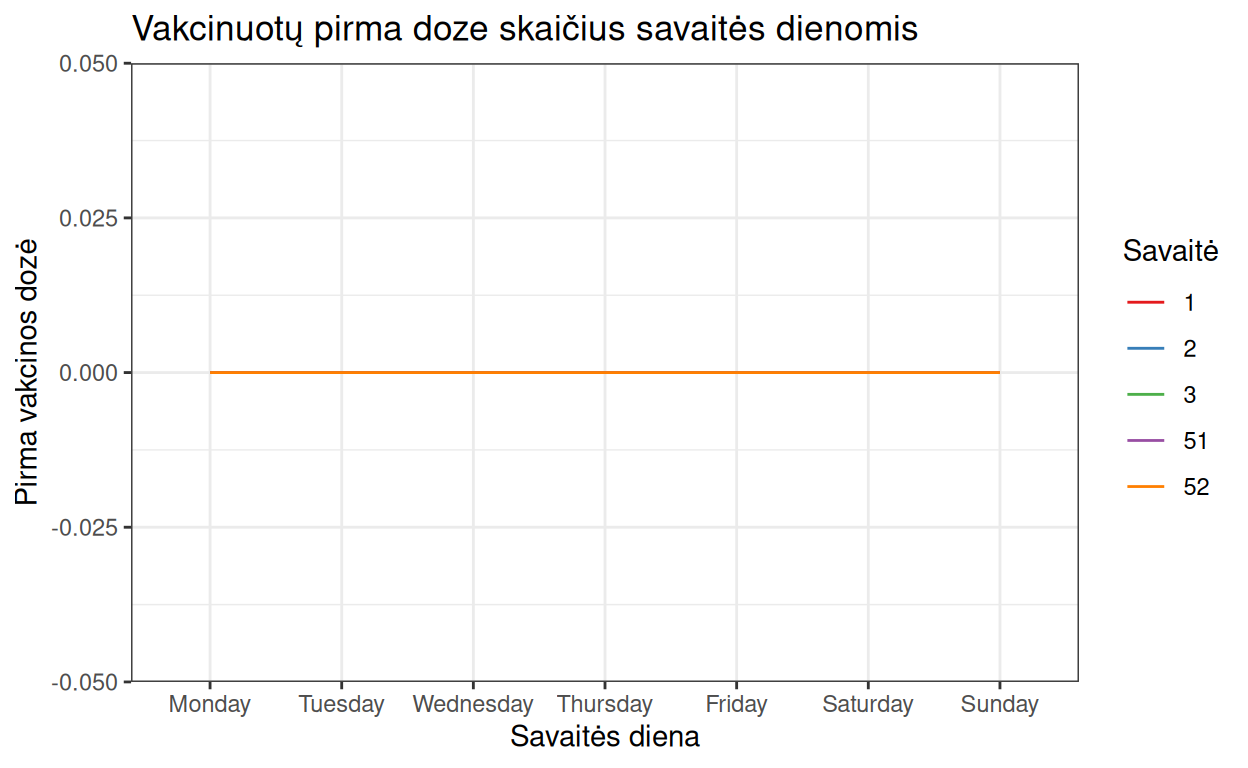 Vakcinuotų pirma doze skaičius savaitės dienomis
Pirma vakcinos dozė
0.050
0.025
0.000
-0.025
-0.050
Monday Tuesday Wednesday Thursday Friday Saturday Sunday
Savaitės diena
Savaitė
1
2
3
51
52